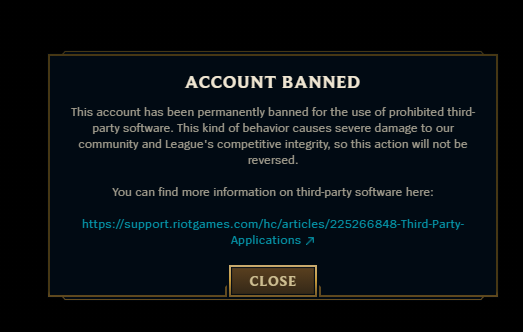 ACCOUNT BANNED
This account has been permanently banned for the use of prohibited third-
party software. This kind of behavior causes severe damage to our
community and League's competitive integrity, so this action will not be
reversed.
You can find more information on third-party software here:
https://support.riotgames.com/hc/articles/225266848-Third-Party-
Applications ↗
CLOSE